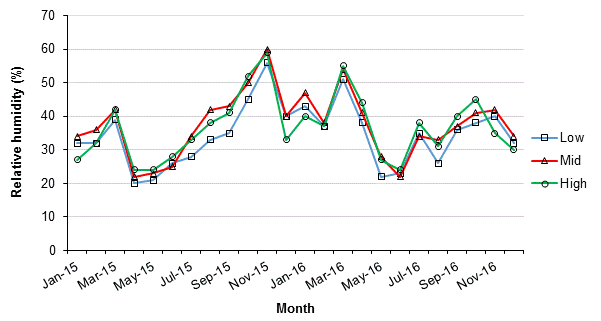 70
60
50
40
30
20
10
0
Relative humidity (%)
Low
Mid
High
Jan-15
Mar-15
May-15
Jul-15
Sep-15
Nov-15
Jan-16
Mar-16
May-16
Jul-16
Sep-16
Nov-16
Month